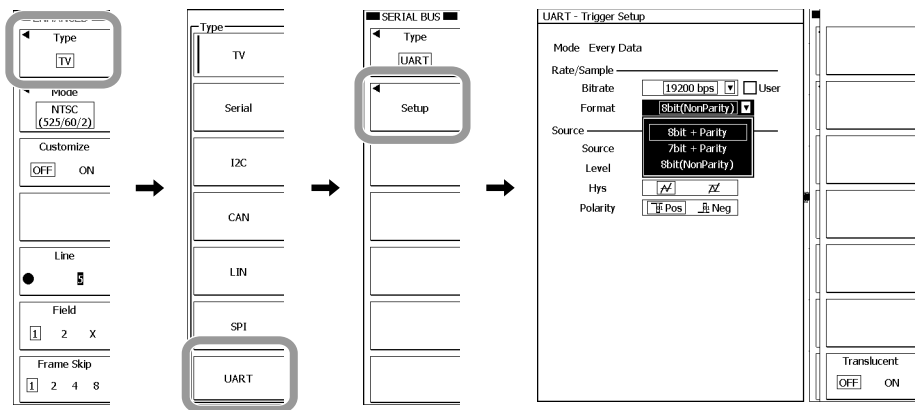 ENHANCED
Type
TV
Mode
NTSC
(525/60/2)
Customize
OFF ON
Line
5
Field
1 2 X
Frame Skip
1 2 4 8
Type
TV
Serial
I2C
CAN
LIN
SPI
UART
SERIAL BUS
Type
UART
Setup
UART - Trigger Setup
Mode Every Data
Rate/Sample
Bitrate 19200 bps User
Format 8bit(NonParity)
8bit + Parity
7bit + Parity
8bit(NonParity)
Source
Source
Level
Hys
Polarity Pos Neg
Translucent
OFF ON